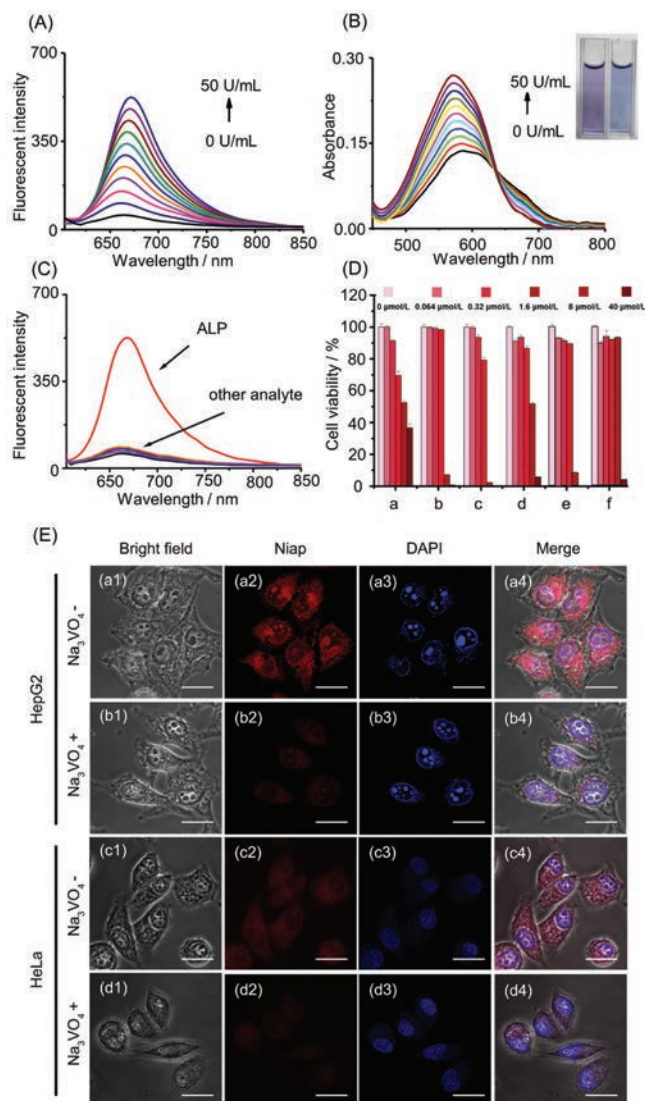 (A)
700
350
0
Fluorescent intensity
50 U/mL
0 U/mL
650 700 750 800 850
Wavelength / nm
(B)
0.30
0.15
0.00
Absorbance
50 U/mL
0 U/mL
500 600 700 800
Wavelength / nm
(C)
700
350
0
Fluorescent intensity
ALP
other analyte
650 700 750 800 850
Wavelength / nm
(D)
0 μmol/L 0.064 μmol/L 0.32 μmol/L 1.6 μmol/L 8 μmol/L 40 μmol/L
120
100
80
60
40
20
0
Cell viability / %
a b c d e f
(E)
Bright field Niap DAPI Merge
HepG2
Na3VO4 -
(a1) (a2) (a3) (a4)
Na3VO4 +
(b1) (b2) (b3) (b4)
HeLa
Na3VO4 -
(c1) (c2) (c3) (c4)
Na3VO4 +
(d1) (d2) (d3) (d4)